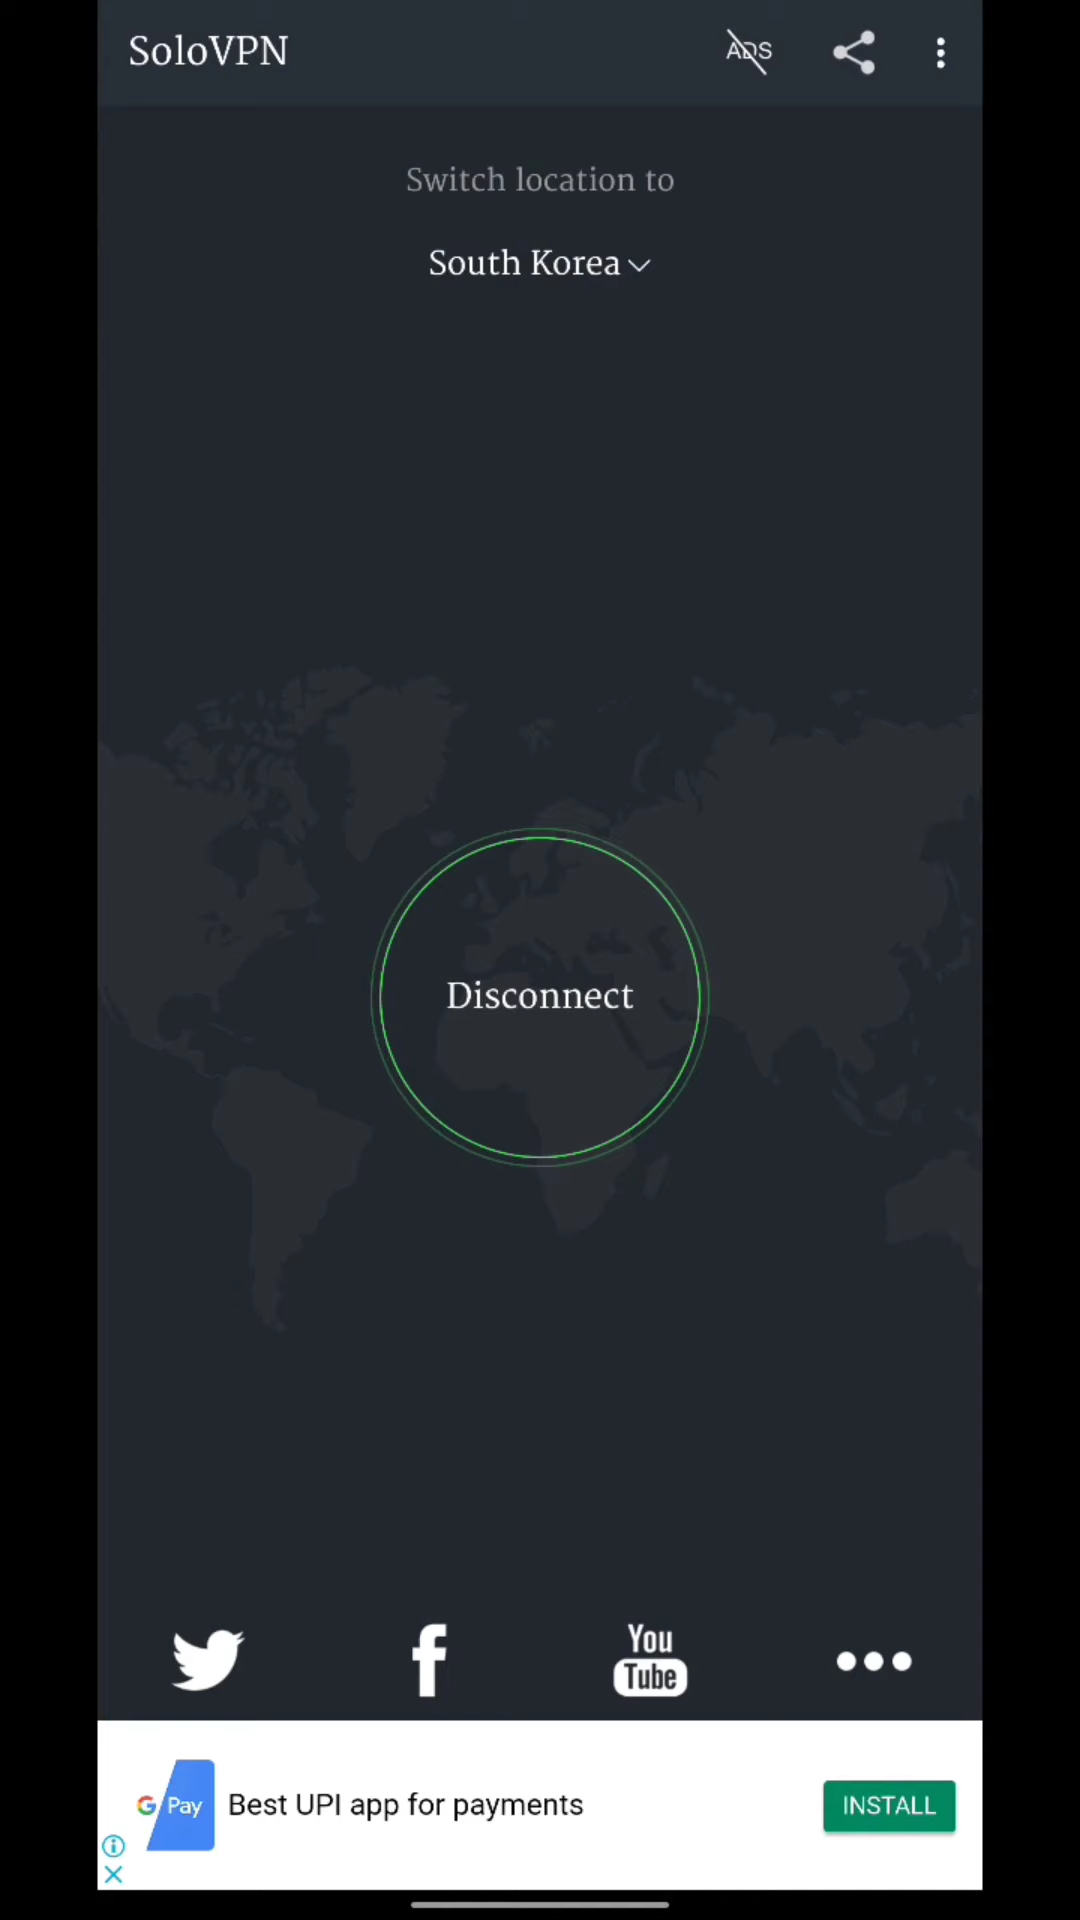 SoloVPN
ADS
Switch location to
South Korea
Disconnect
You
Tube
G Pay
Best UPI app for payments
INSTALL